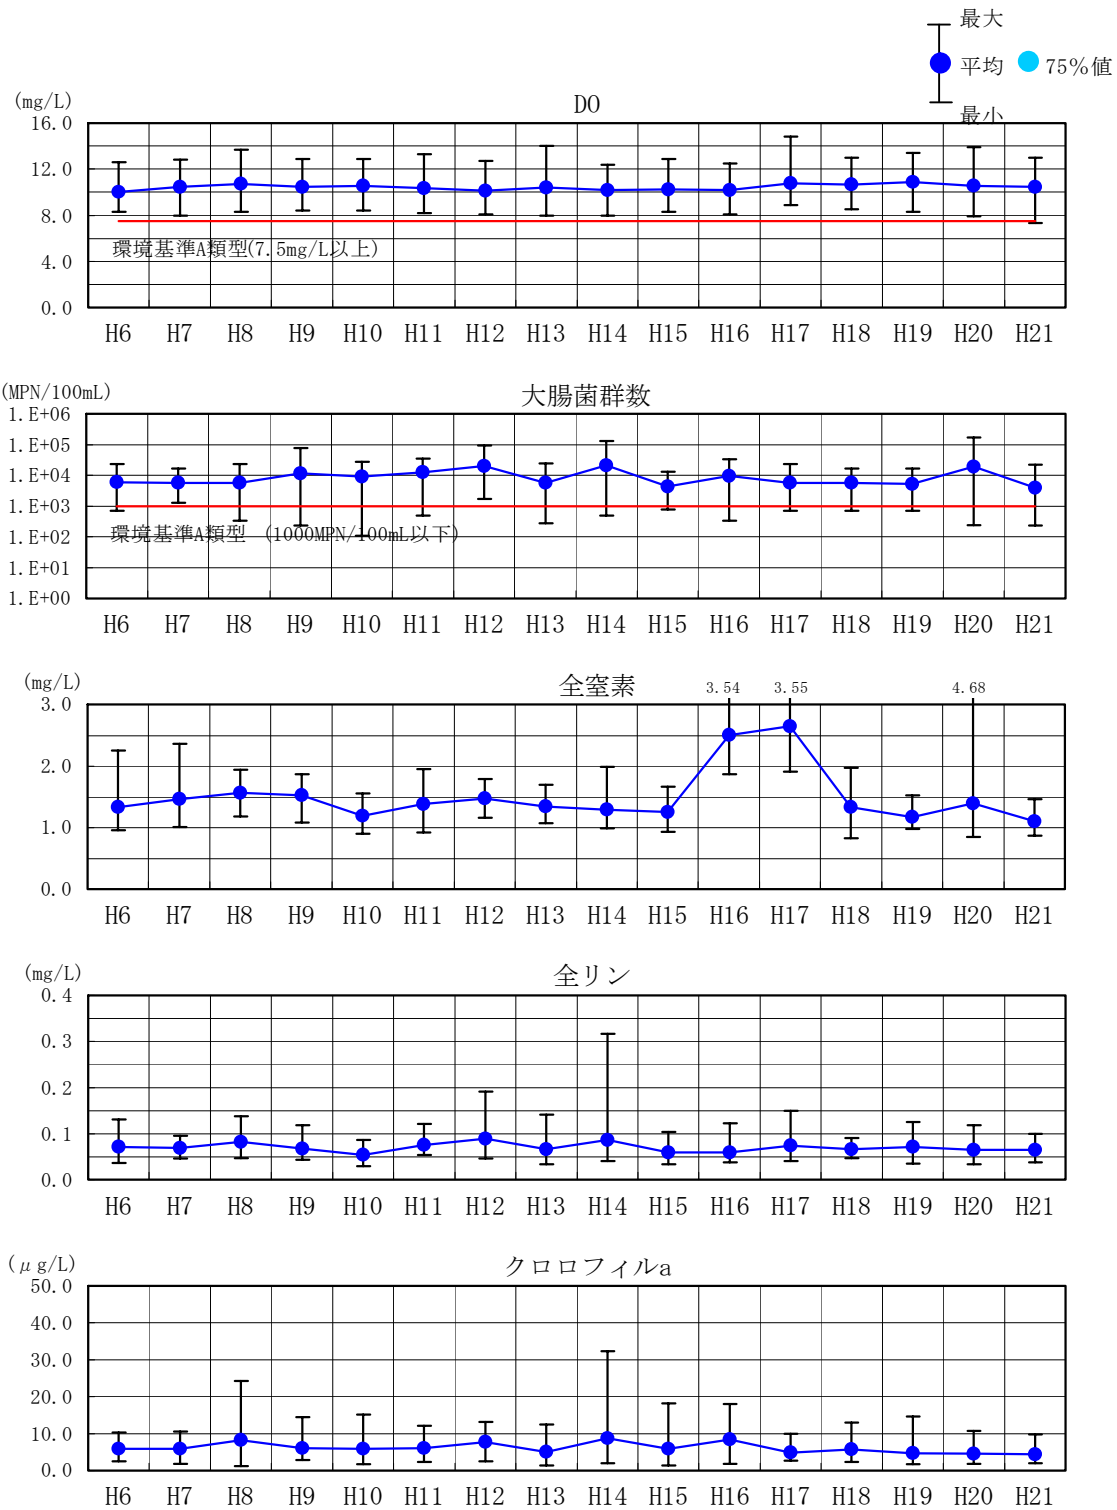 最大
平均 75%値
最小
(mg/L) DO
16.0
12.0
8.0
環境基準A類型(7.5mg/L以上)
4.0
0.0
H6 H7 H8 H9 H10 H11 H12 H13 H14 H15 H16 H17 H18 H19 H20 H21
(MPN/100mL) 大腸菌群数
1.E+06
1.E+05
1.E+04
1.E+03
環境基準A類型 (1000MPN/100mL以下)
1.E+02
1.E+01
1.E+00
H6 H7 H8 H9 H10 H11 H12 H13 H14 H15 H16 H17 H18 H19 H20 H21
(mg/L) 全窒素 3.54 3.55 4.68
3.0
2.0
1.0
0.0
H6 H7 H8 H9 H10 H11 H12 H13 H14 H15 H16 H17 H18 H19 H20 H21
(mg/L) 全リン
0.4
0.3
0.2
0.1
0.0
H6 H7 H8 H9 H10 H11 H12 H13 H14 H15 H16 H17 H18 H19 H20 H21
(μg/L) クロロフィルa
50.0
40.0
30.0
20.0
10.0
0.0
H6 H7 H8 H9 H10 H11 H12 H13 H14 H15 H16 H17 H18 H19 H20 H21